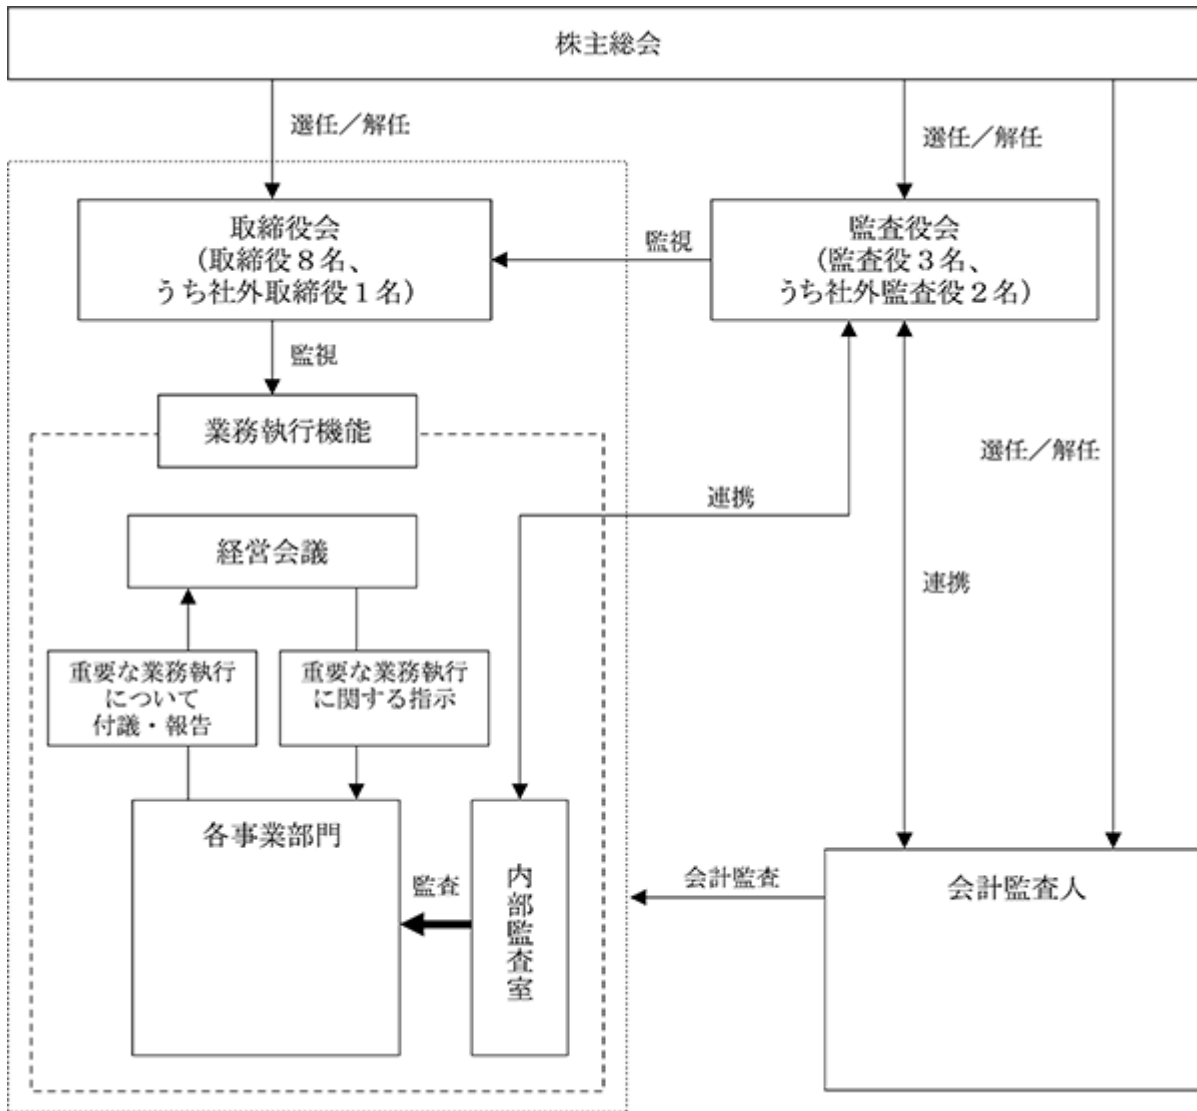 株主総会
選任／解任
選任／解任
取締役会
（取締役８名、
うち社外取締役１名）
監視
監査役会
（監査役３名、
うち社外監査役２名）
監視
業務執行機能
選任／解任
連携
経営会議
連携
重要な業務執行
について
付議・報告
重要な業務執行
に関する指示
各事業部門
監査
内部監査室
会計監査
会計監査人